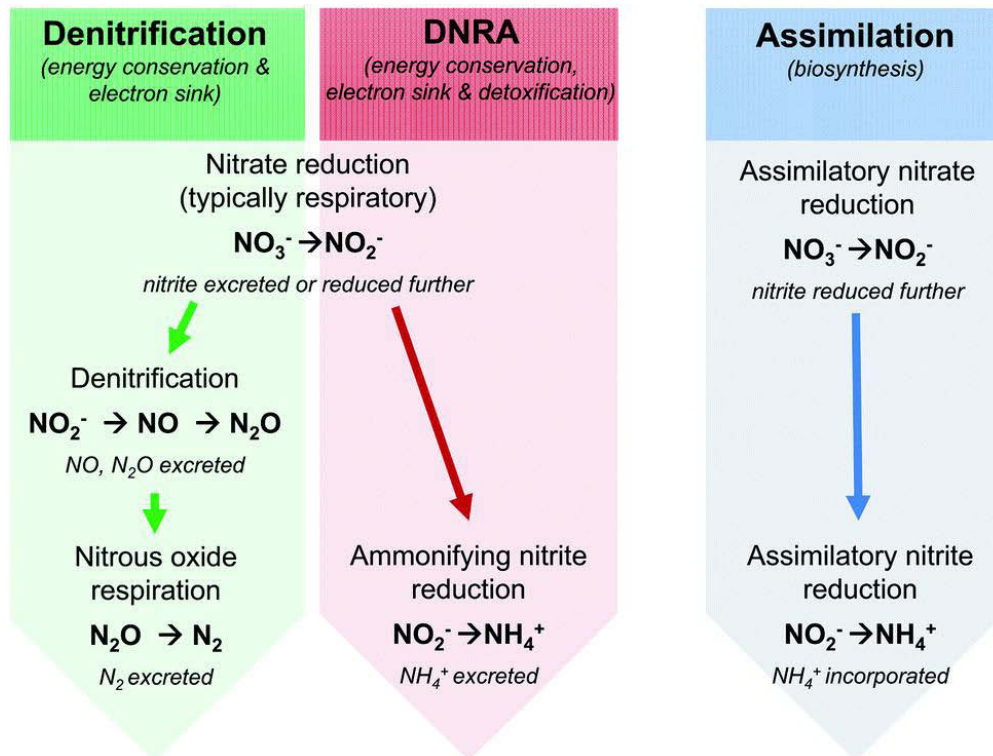 Denitrification
(energy conservation &
electron sink)
DNRA
(energy conservation,
electron sink & detoxification)
Assimilation
(biosynthesis)
Nitrate reduction
(typically respiratory)
NO₃⁻ → NO₂⁻
nitrite excreted or reduced further
Assimilatory nitrate
reduction
NO₃⁻ → NO₂⁻
nitrite reduced further
Denitrification
NO₂⁻ → NO → N₂O
NO, N₂O excreted
Nitrous oxide
respiration
N₂O → N₂
N₂ excreted
Ammonifying nitrite
reduction
NO₂⁻ → NH₄⁺
NH₄⁺ excreted
Assimilatory nitrite
reduction
NO₂⁻ → NH₄⁺
NH₄⁺ incorporated